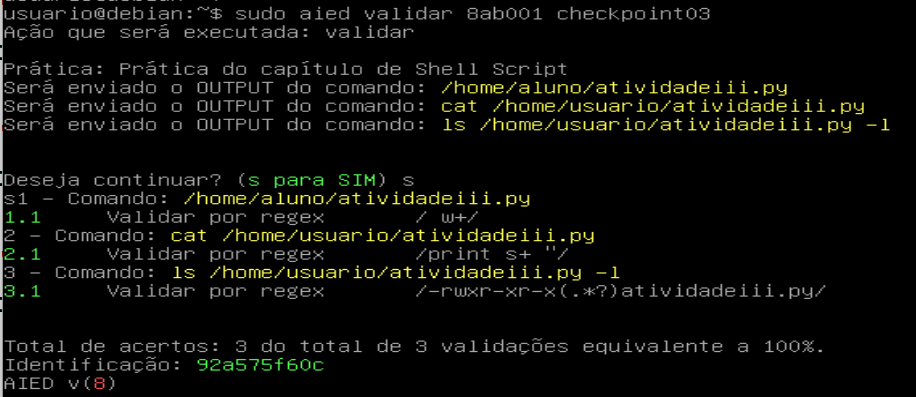 usuario@debian:~$ sudo aied validar 8ab001 checkpoint03
Ação que será executada: validar
Prática: Prática do capítulo de Shell Script
Será enviado o OUTPUT do comando: /home/aluno/atividadeiii.py
Será enviado o OUTPUT do comando: cat /home/usuario/atividadeiii.py
Será enviado o OUTPUT do comando: ls /home/usuario/atividadeiii.py -l
Deseja continuar? (s para SIM) s
s1 - Comando: /home/aluno/atividadeiii.py
1.1 Validar por regex / w+/
2 - Comando: cat /home/usuario/atividadeiii.py
2.1 Validar por regex /print s+ "/
3 - Comando: ls /home/usuario/atividadeiii.py -l
3.1 Validar por regex /-rwxr-xr-x(.*?)atividadeiii.py/
Total de acertos: 3 do total de 3 validações equivalente a 100%.
Identificação: 92a575f60c
AIED v(8)